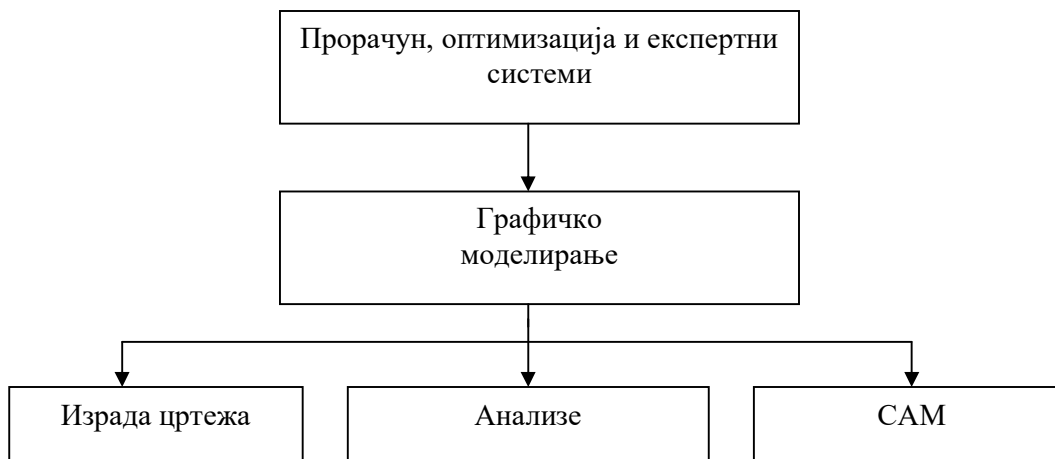 Прорачун, оптимизација и експертни
системи
Графичко
моделирање
Израда цртежа
Анализе
CAM